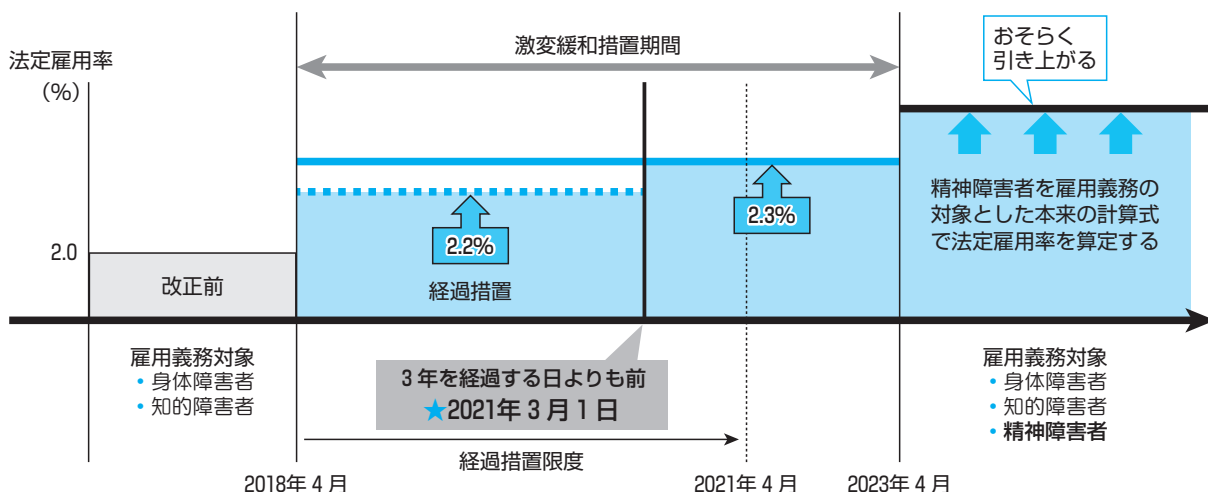 激変緩和措置期間
おそらく
引き上がる
法定雇用率
（%）
精神障害者を雇用義務の
対象とした本来の計算式
で法定雇用率を算定する
2.3%
2.2%
2.0
改正前
経過措置
雇用義務対象
• 身体障害者
• 知的障害者
3年を経過する日よりも前
★2021年3月1日
雇用義務対象
• 身体障害者
• 知的障害者
• 精神障害者
経過措置限度
2018年4月
2021年4月
2023年4月